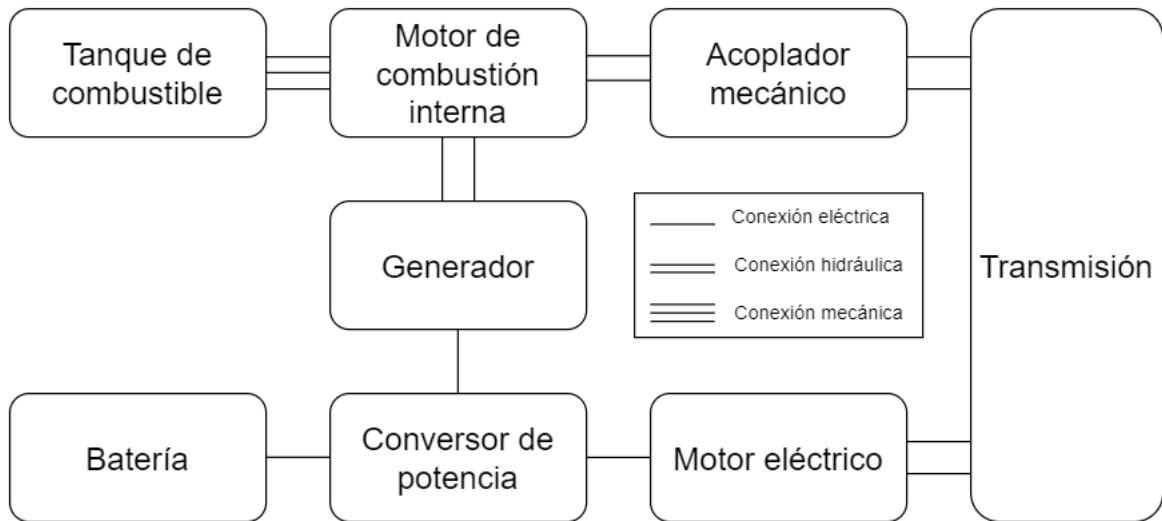 Tanque de
combustible
Motor de
combustión
interna
Acoplador
mecánico
Generador
Conexión eléctrica
Conexión hidráulica
Conexión mecánica
Transmisión
Batería
Conversor de
potencia
Motor eléctrico